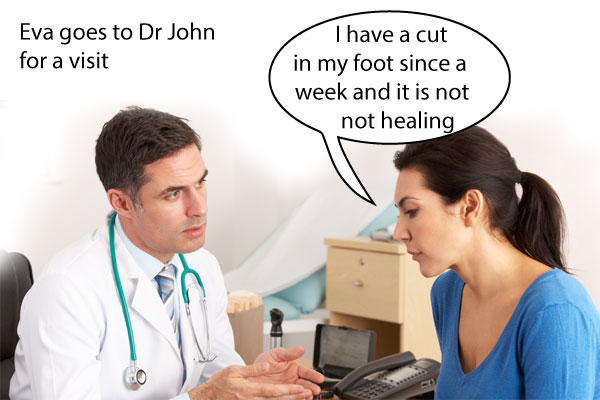 Eva goes to Dr John
for a visit
I have a cut
in my foot since a
week and it is not
not healing